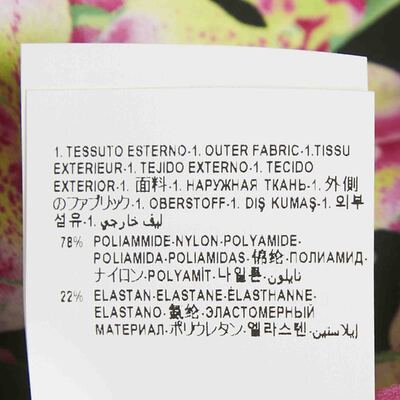 1. TESSUTO ESTERNO-1. OUTER FABRIC-1.TISSU
EXTERIEUR-1. TEJIDO EXTERNO-1. TECIDO
EXTERIOR-1. 面料-1. НАРУЖНАЯ ТКАНЬ-1. 外側
のファブリック-1. OBERSTOFF-1. DIŞ KUMAŞ-1. 외부
섬유-1. ليف خارجي
78% POLIAMMIDE-NYLON-POLYAMIDE-
POLIAMIDA-POLIAMIDAS-锦纶-ПОЛИАМИД-
ナイロン-POLYAMİT-나일론-نايلون
22% ELASTAN-ELASTANE-ÉLASTHANNE-
ELASTANO-氨纶-ЭЛАСТОМЕРНЫЙ
МАТЕРИАЛ-ポリウレタン-엘라스텐-إيلاستين